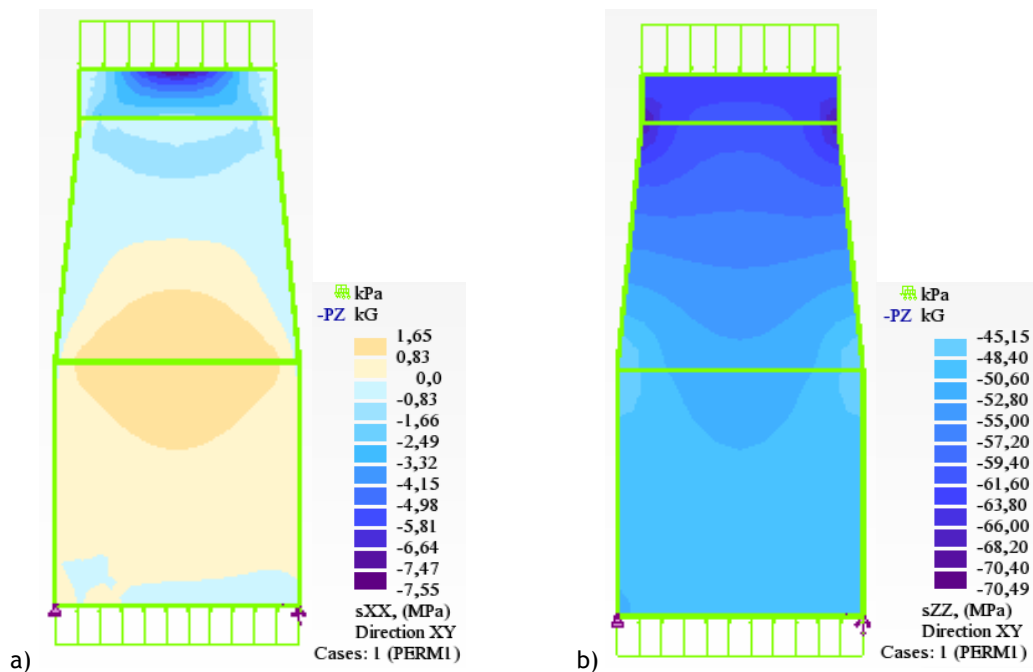 kPa
-PZ kG
1,65
0,83
0,0
-0,83
-1,66
-2,49
-3,32
-4,15
-4,98
-5,81
-6,64
-7,47
-7,55
sXX, (MPa)
Direction XY
Cases: 1 (PERM1)
a)
kPa
-PZ kG
-45,15
-48,40
-50,60
-52,80
-55,00
-57,20
-59,40
-61,60
-63,80
-66,00
-68,20
-70,40
-70,49
sZZ, (MPa)
Direction XY
Cases: 1 (PERM1)
b)